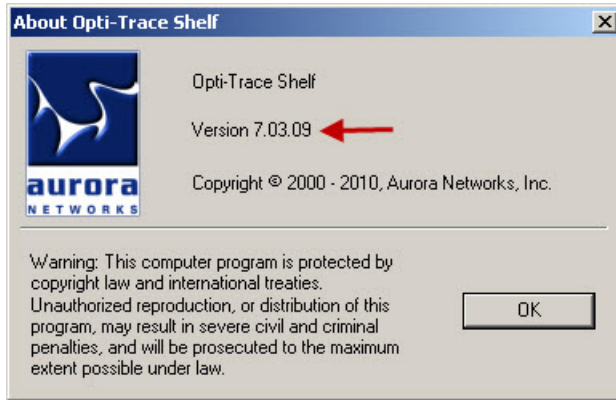 About Opti-Trace Shelf
Opti-Trace Shelf
Version 7.03.09
aurora
NETWORKS
Copyright © 2000 - 2010, Aurora Networks, Inc.
Warning: This computer program is protected by
copyright law and international treaties.
Unauthorized reproduction, or distribution of this
program, may result in severe civil and criminal
penalties, and will be prosecuted to the maximum
extent possible under law.
OK